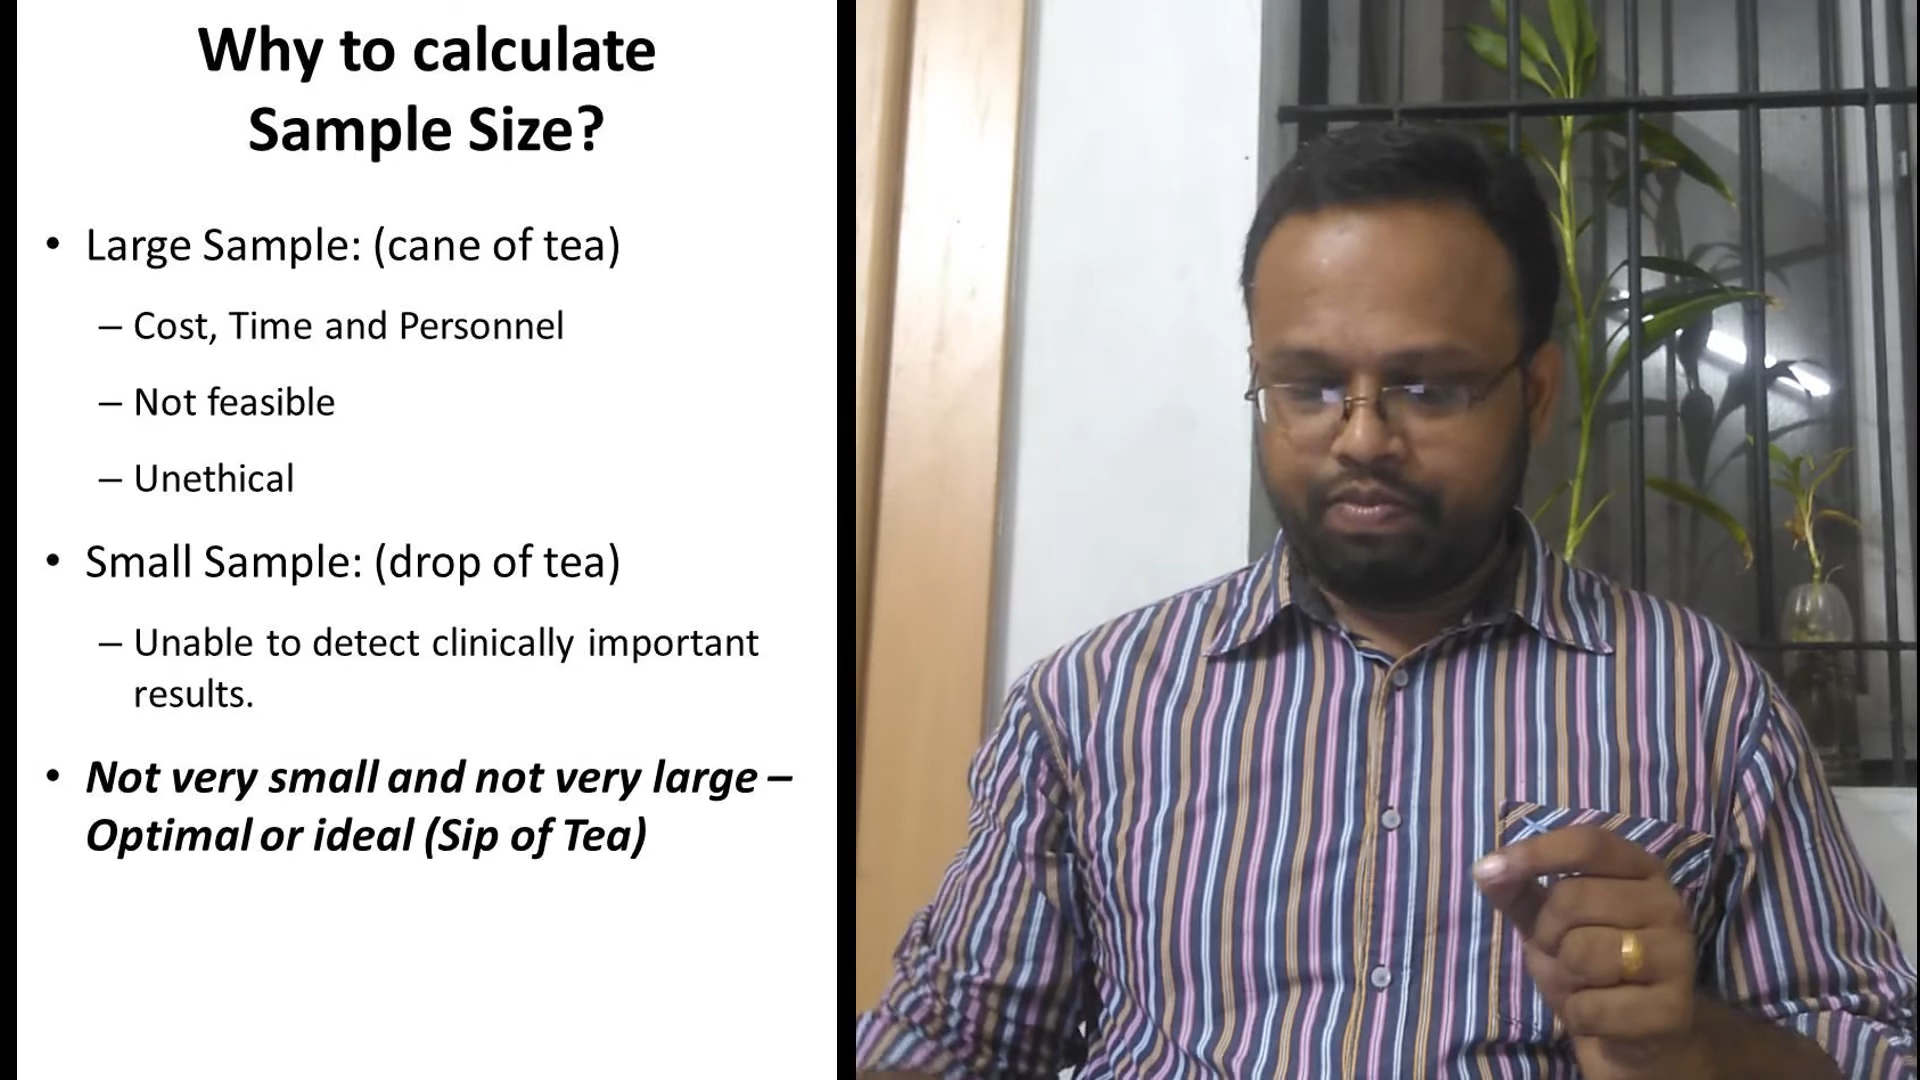 Why to calculate
Sample Size?
• Large Sample: (cane of tea)
– Cost, Time and Personnel
– Not feasible
– Unethical
• Small Sample: (drop of tea)
– Unable to detect clinically important
results.
• Not very small and not very large –
Optimal or ideal (Sip of Tea)